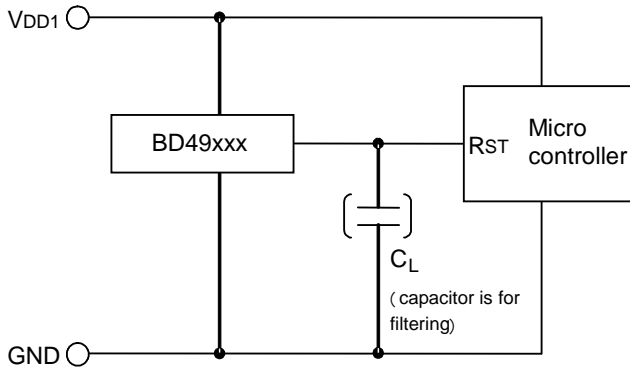 VDD1
BD49xxx
RST
Micro
controller
CL
(capacitor is for
filtering)
GND